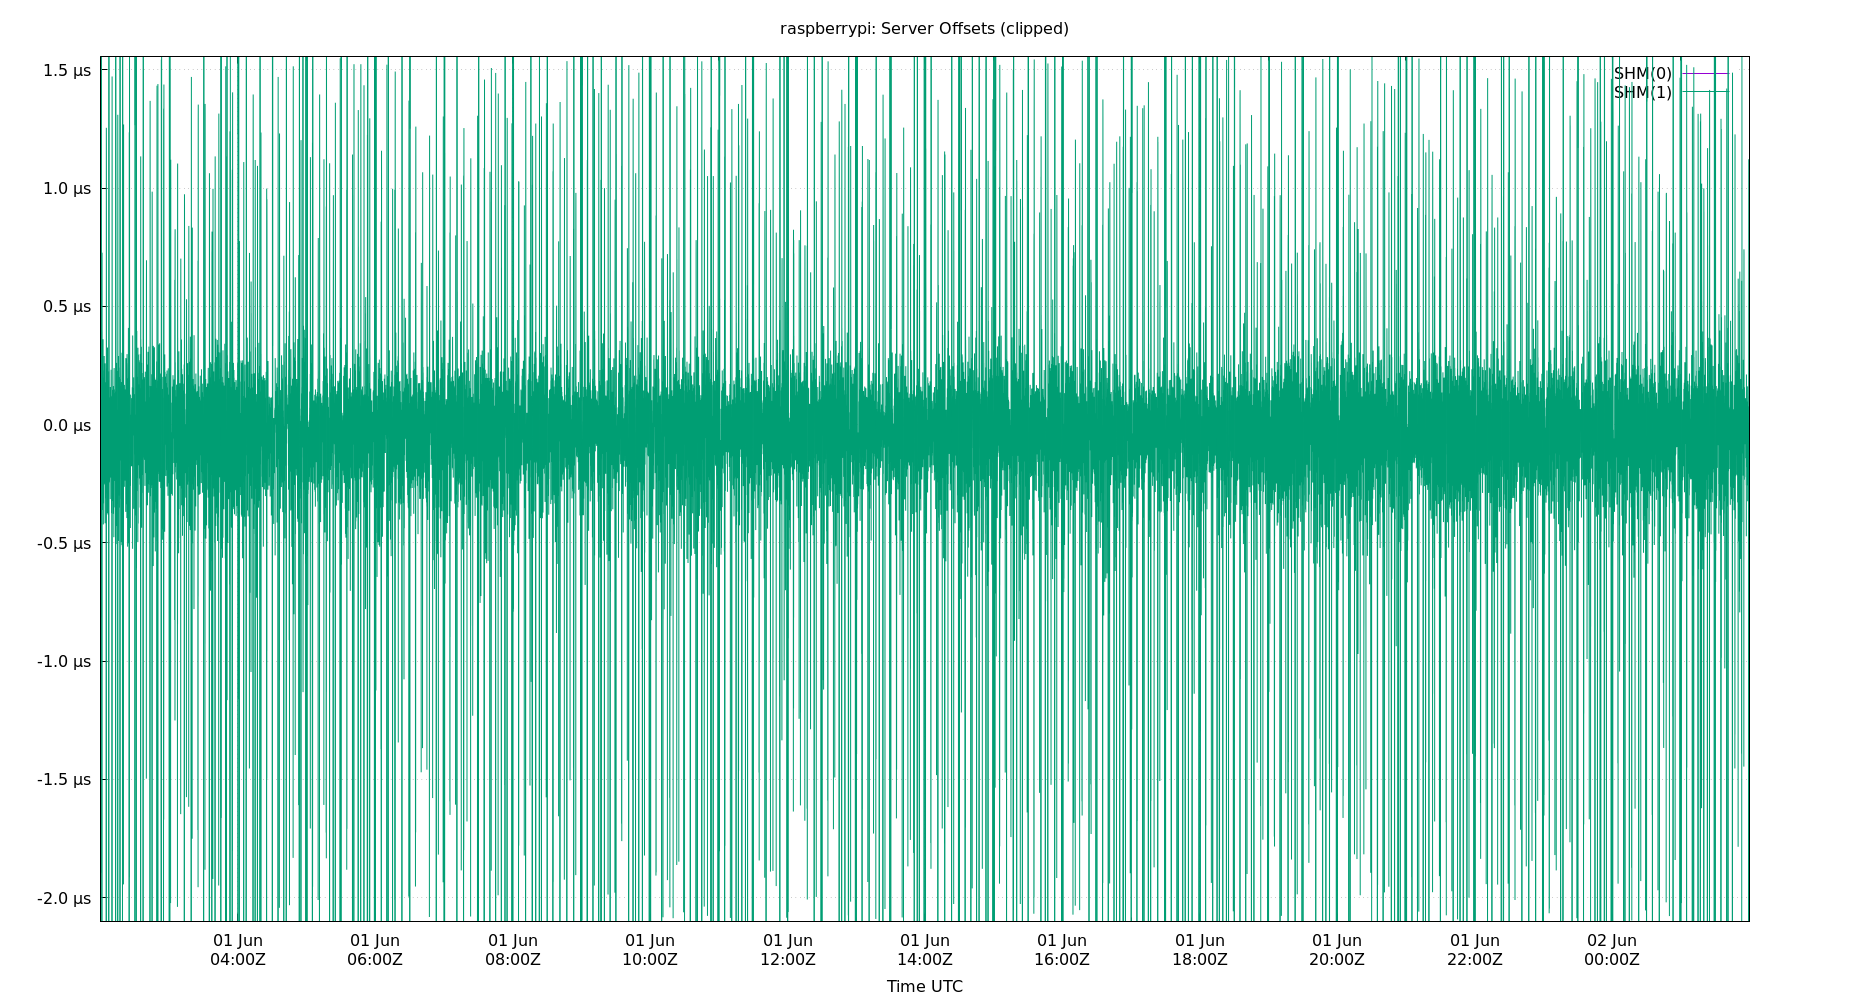 raspberrypi: Server Offsets (clipped)
1.5 µs
SHM(0)
SHM(1)
1.0 µs
0.5 µs
0.0 µs
-0.5 µs
-1.0 µs
-1.5 µs
-2.0 µs
01 Jun 01 Jun 01 Jun 01 Jun 01 Jun 01 Jun 01 Jun 01 Jun 01 Jun 01 Jun 02 Jun
04:00Z 06:00Z 08:00Z 10:00Z 12:00Z 14:00Z 16:00Z 18:00Z 20:00Z 22:00Z 00:00Z
Time UTC